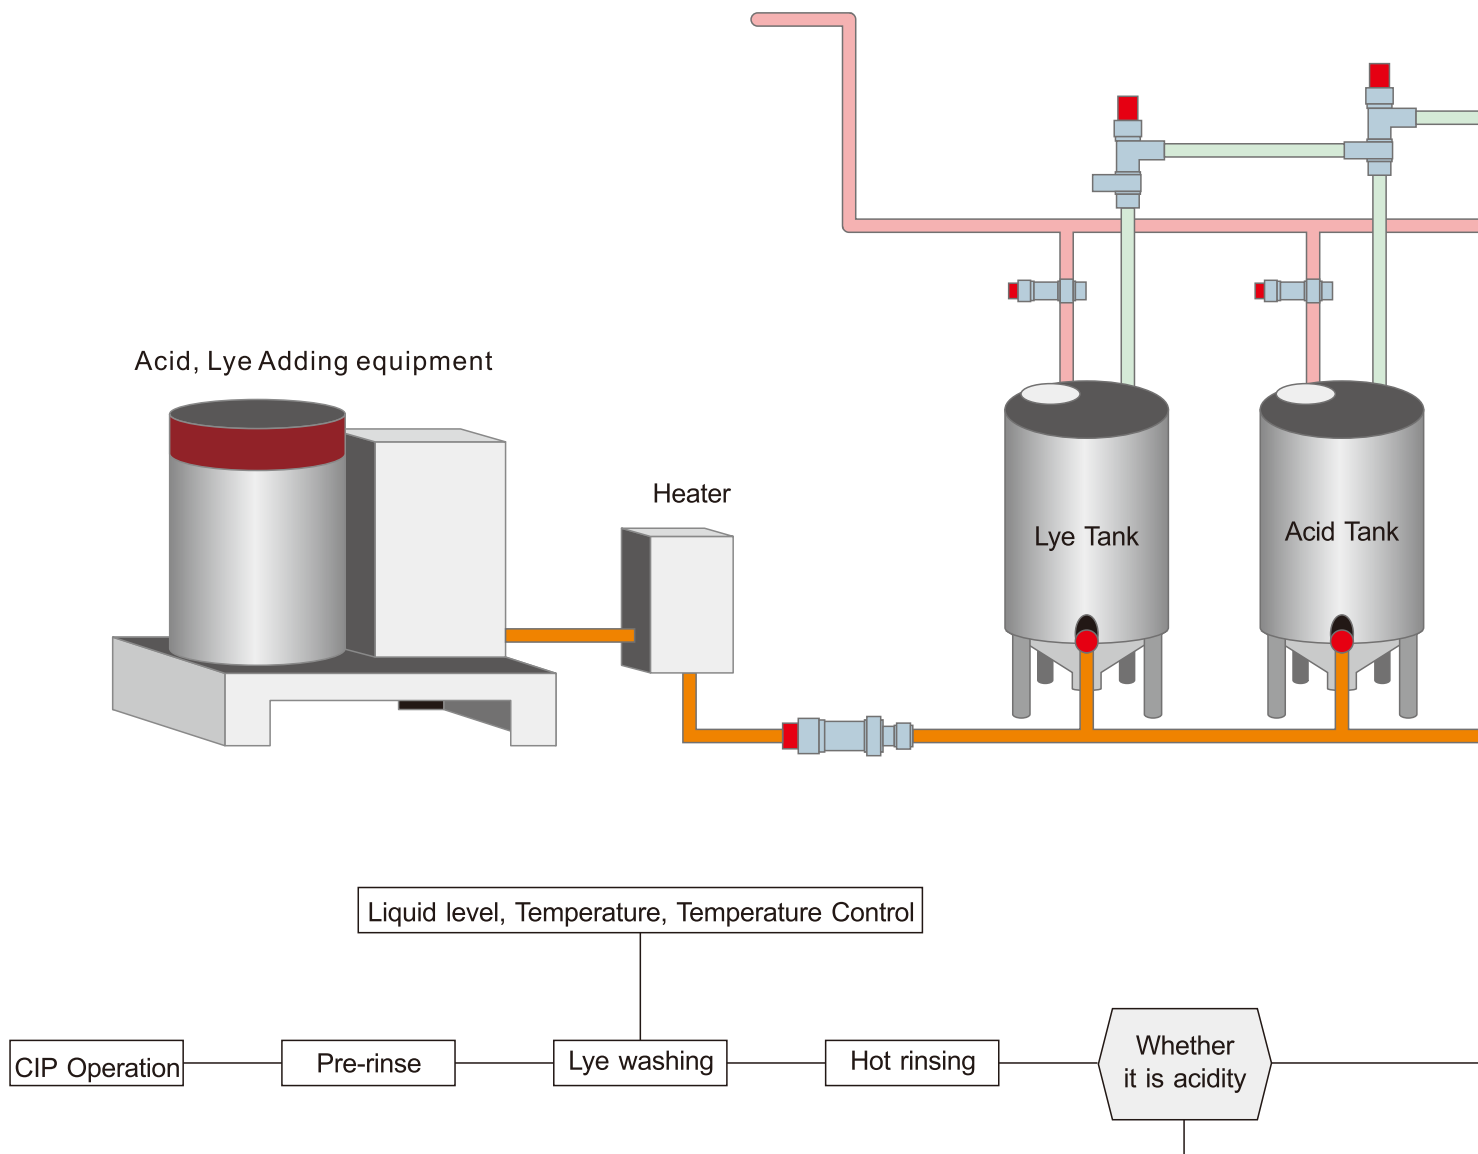 Acid, Lye Adding equipment
Heater
Lye Tank
Acid Tank
Liquid level, Temperature, Temperature Control
CIP Operation
Pre-rinse
Lye washing
Hot rinsing
Whether
it is acidity